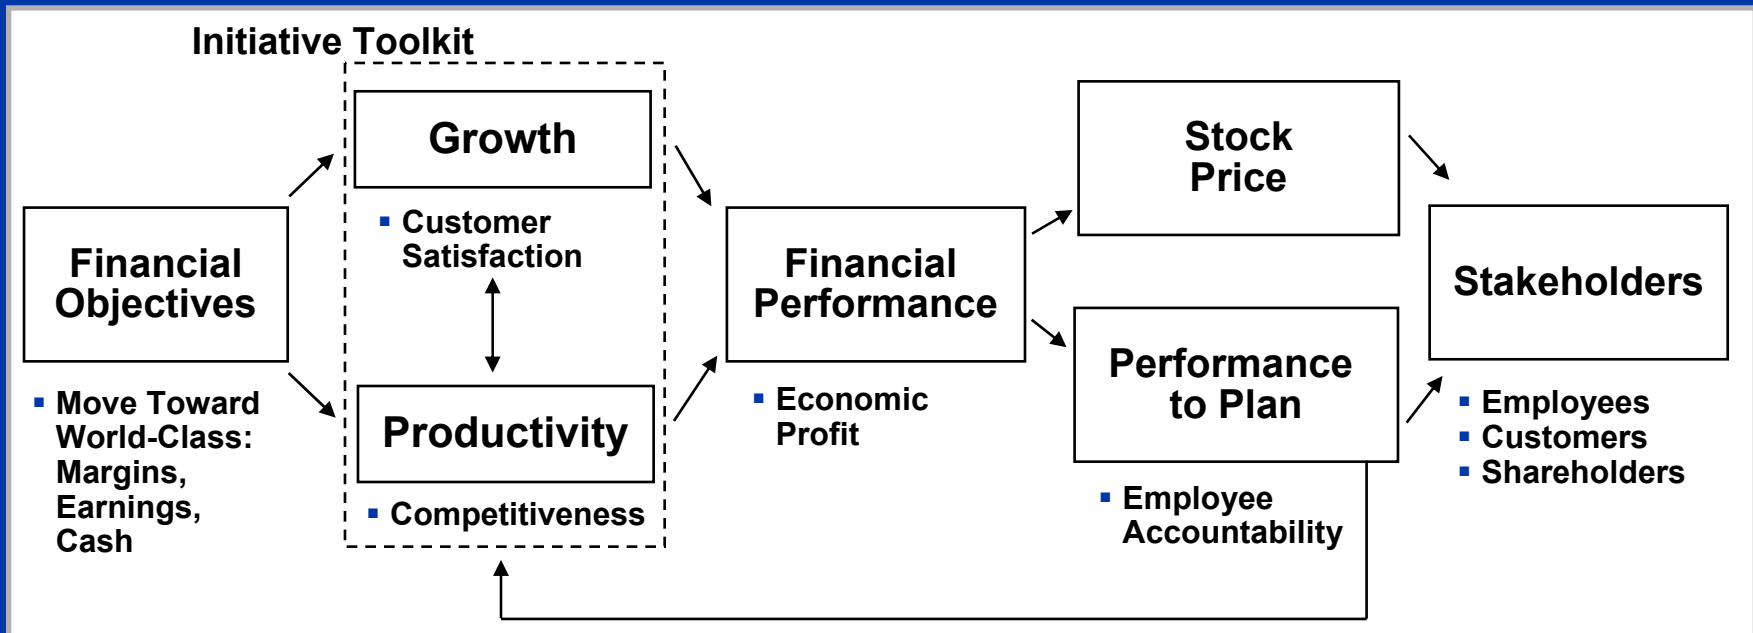 Initiative Toolkit
Growth
▪ Customer
Satisfaction
Financial
Objectives
▪ Move Toward
World-Class:
Margins,
Earnings,
Cash
Productivity
▪ Competitiveness
Financial
Performance
▪ Economic
Profit
Stock
Price
Performance
to Plan
▪ Employee
Accountability
Stakeholders
▪ Employees
▪ Customers
▪ Shareholders